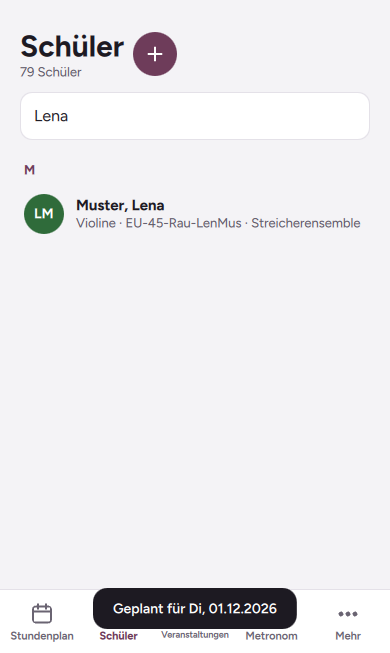 Schüler
79 Schüler
Lena
M
LM
Muster, Lena
Violine · EU-45-Rau-LenMus · Streicherensemble
Geplant für Di, 01.12.2026
Stundenplan
Schüler
Veranstaltungen
Metronom
Mehr